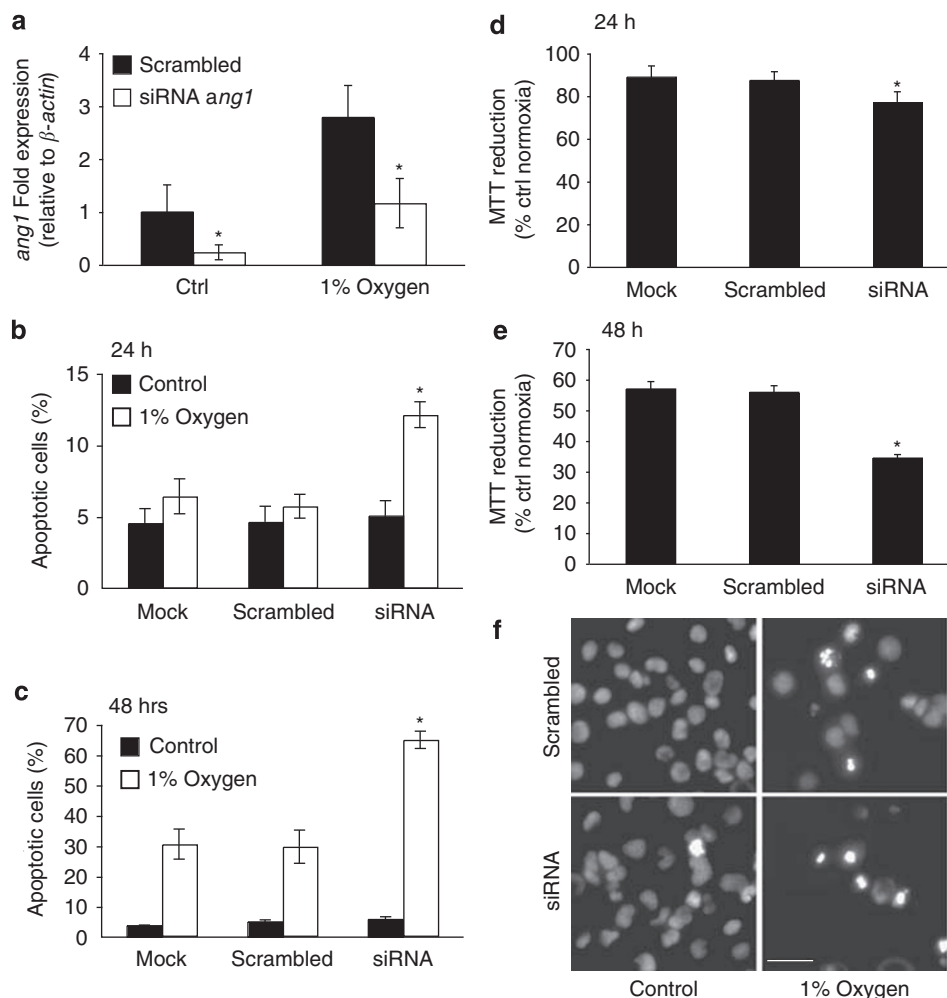 a
ang1 Fold expression
(relative to β-actin)
4
3
2
1
0
Scrambled
siRNA ang1
*
*
Ctrl
1% Oxygen
b
24 h
Apoptotic cells (%)
15
10
5
0
Control
1% Oxygen
*
Mock
Scrambled
siRNA
c
48 hrs
Apoptotic cells (%)
70
60
50
40
30
20
10
0
Control
1% Oxygen
*
Mock
Scrambled
siRNA
d
24 h
MTT reduction
(% ctrl normoxia)
100
80
60
40
20
0
*
Mock
Scrambled
siRNA
e
48 h
MTT reduction
(% ctrl normoxia)
70
60
50
40
30
20
10
0
*
Mock
Scrambled
siRNA
f
Scrambled
siRNA
Control
1% Oxygen